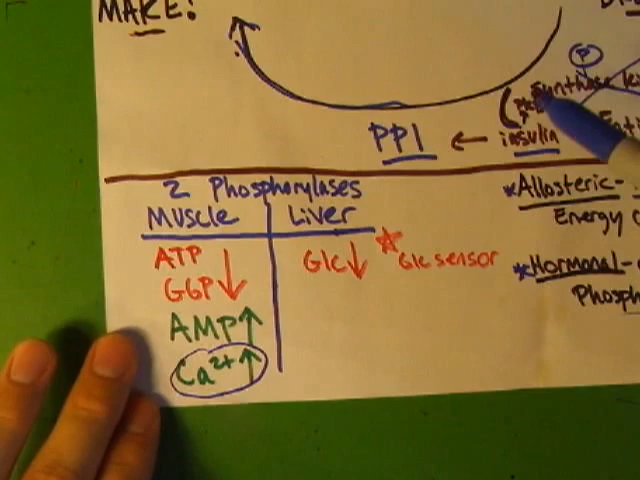 MAKE!
P
synthase
PP1 ← insulin
2 Phosphorylases
Muscle Liver
ATP
G6P
Glc
Glc sensor
AMP
Ca2+
*Allosteric-
Energy
*Hormonal-
Phosph